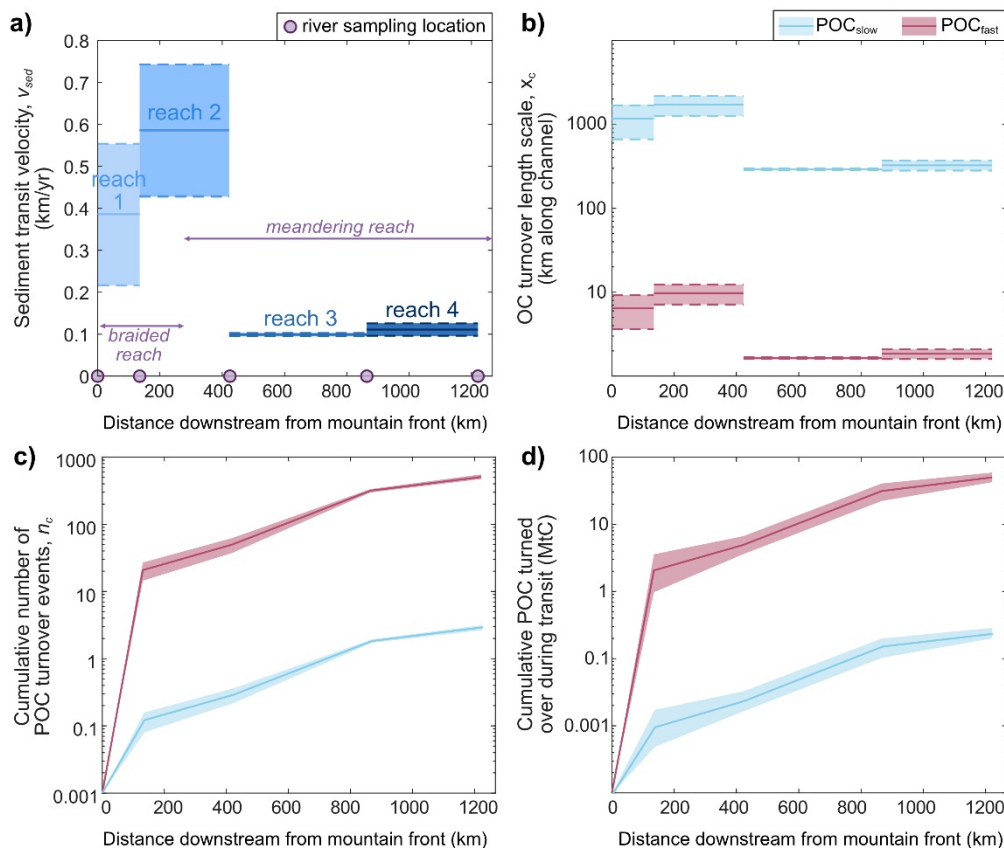 a)
river sampling location
0.8
0.7
0.6
0.5
0.4
0.3
0.2
0.1
0
Sediment transit velocity, v_sed
(km/yr)
reach 1
reach 2
meandering reach
braided
reach
reach 3
reach 4
0 200 400 600 800 1000 1200
Distance downstream from mountain front (km)
b)
POC_slow
POC_fast
0 200 400 600 800 1000 1200
1000
100
10
OC turnover length scale, x_c
(km along channel)
Distance downstream from mountain front (km)
c)
1000
100
10
1
0.1
0.001
Cumulative number of
POC turnover events, n_c
0 200 400 600 800 1000 1200
Distance downstream from mountain front (km)
d)
100
10
1
0.1
0.001
Cumulative POC turned
over during transit (MtC)
0 200 400 600 800 1000 1200
Distance downstream from mountain front (km)